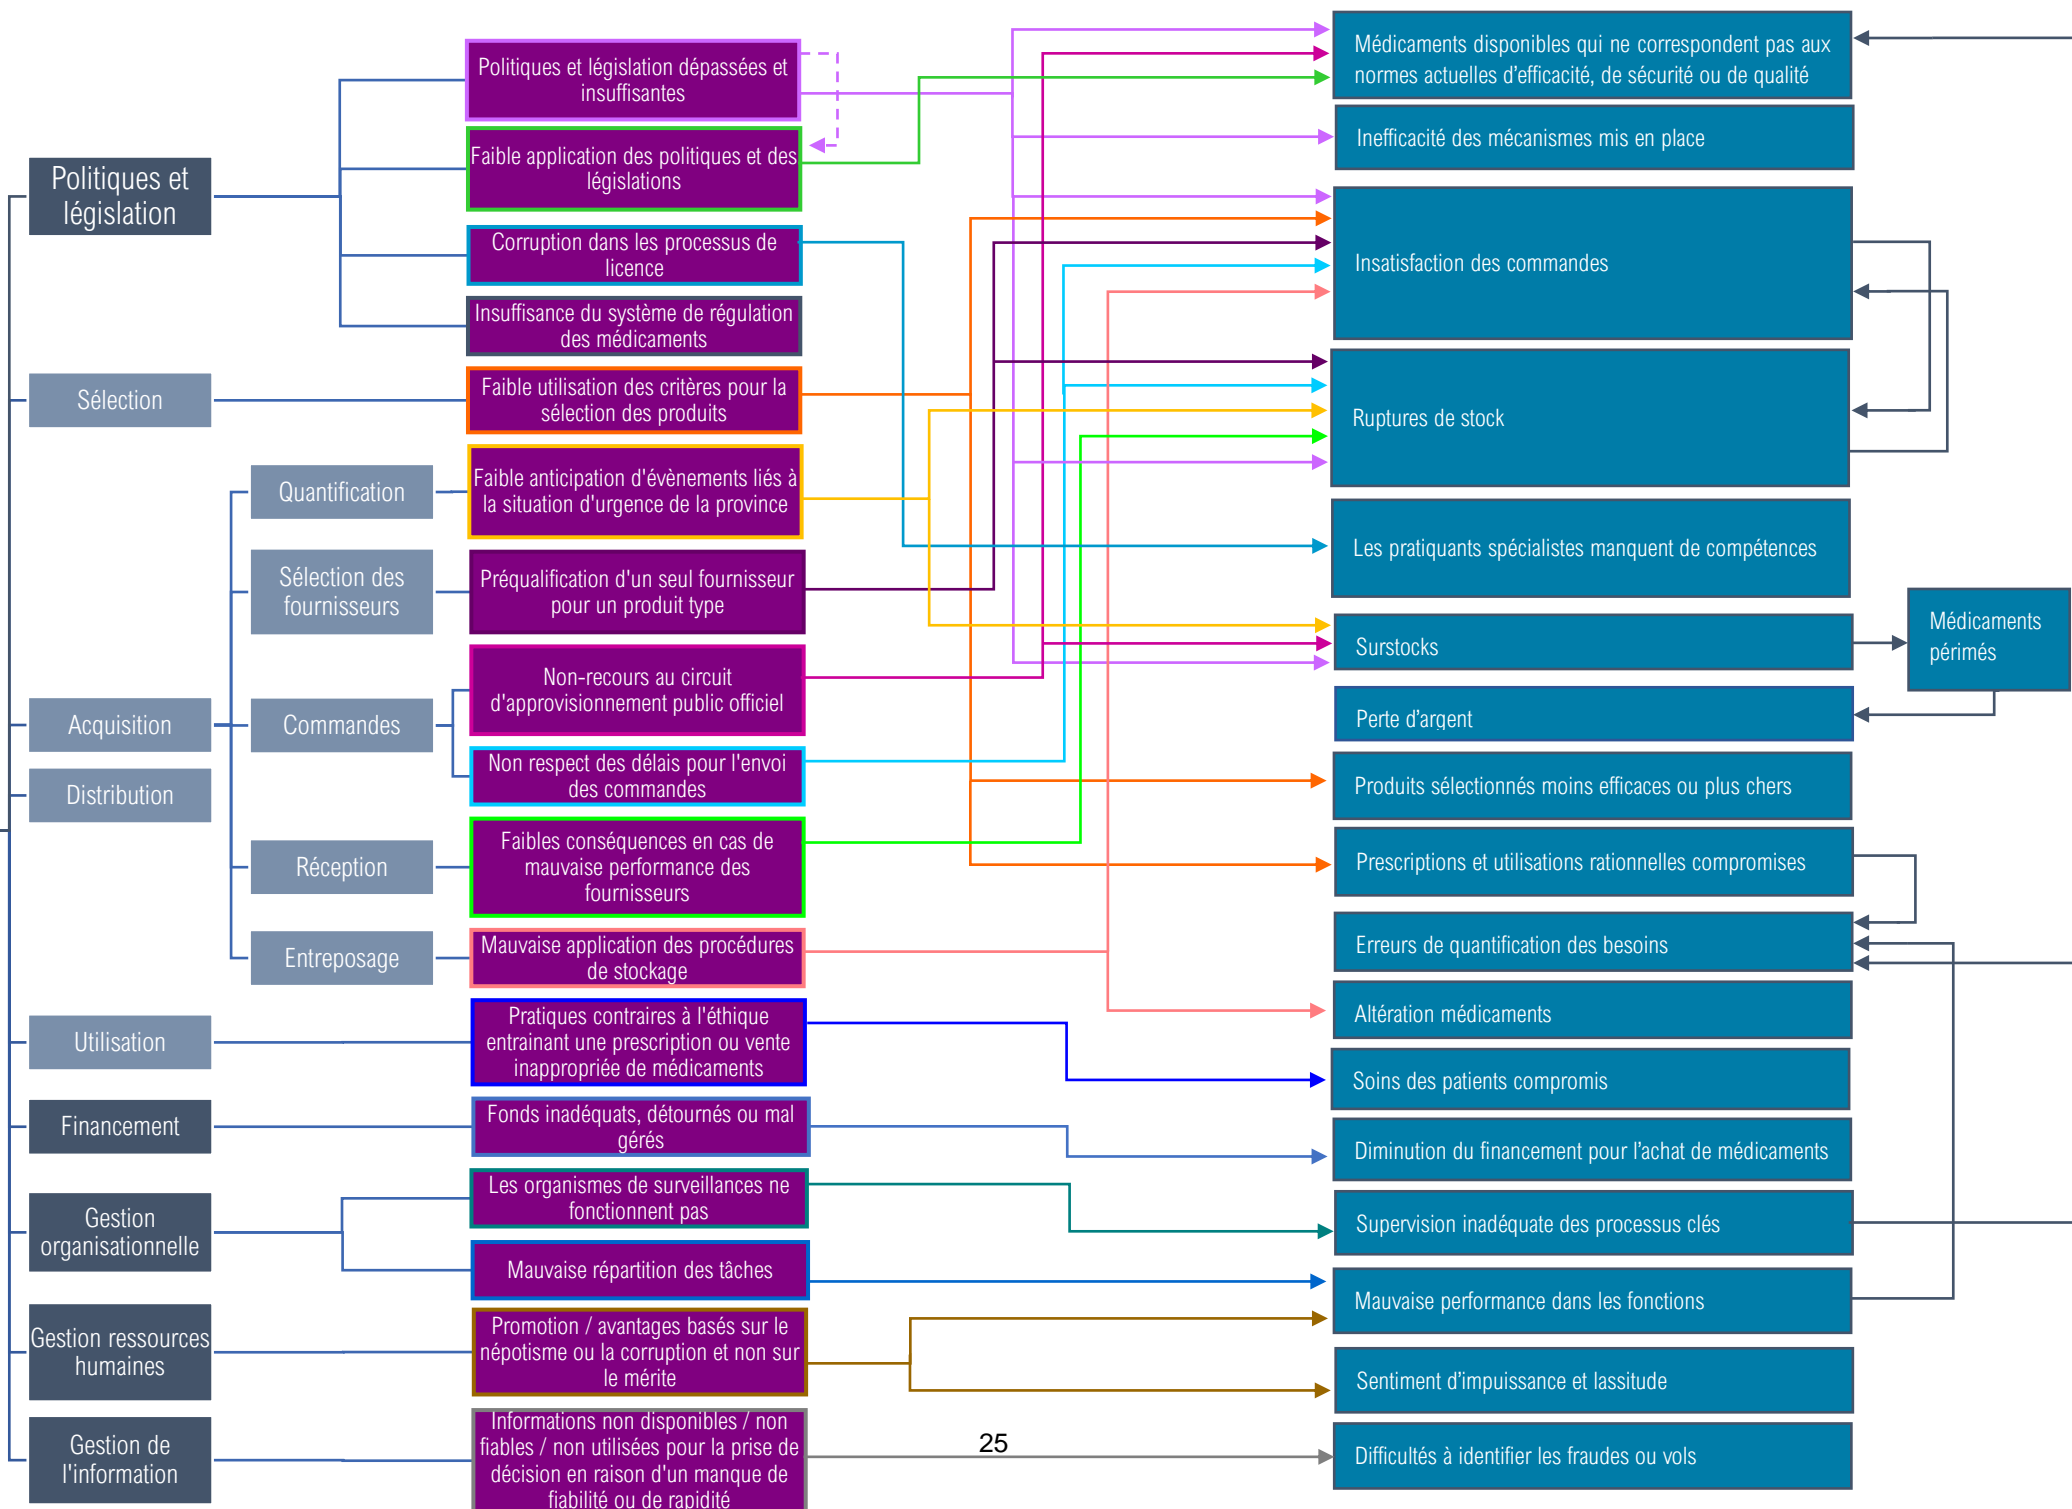 Politiques et
législation
Sélection
Acquisition
Distribution
Utilisation
Financement
Gestion
organisationnelle
Gestion ressources
humaines
Gestion de
l'information
Quantification
Sélection des
fournisseurs
Commandes
Réception
Entreposage
Politiques et législation dépassées et
insuffisantes
Faible application des politiques et des
législations
Corruption dans les processus de
licence
Insuffisance du système de régulation
des médicaments
Faible utilisation des critères pour la
sélection des produits
Faible anticipation d'évènements liés à
la situation d'urgence de la province
Préqualification d'un seul fournisseur
pour un produit type
Non-recours au circuit
d'approvisionnement public officiel
Non respect des délais pour l'envoi
des commandes
Faibles conséquences en cas de
mauvaise performance des
fournisseurs
Mauvaise application des procédures
de stockage
Pratiques contraires à l'éthique
entrainant une prescription ou vente
inappropriée de médicaments
Fonds inadéquats, détournés ou mal
gérés
Les organismes de surveillances ne
fonctionnent pas
Mauvaise répartition des tâches
Promotion / avantages basés sur le
népotisme ou la corruption et non sur
le mérite
Informations non disponibles / non
fiables / non utilisées pour la prise de
décision en raison d'un manque de
fiabilité ou de rapidité
25
Médicaments disponibles qui ne correspondent pas aux
normes actuelles d’efficacité, de sécurité ou de qualité
Inefficacité des mécanismes mis en place
Insatisfaction des commandes
Ruptures de stock
Les pratiquants spécialistes manquent de compétences
Surstocks
Perte d’argent
Produits sélectionnés moins efficaces ou plus chers
Prescriptions et utilisations rationnelles compromises
Erreurs de quantification des besoins
Altération médicaments
Soins des patients compromis
Diminution du financement pour l’achat de médicaments
Supervision inadéquate des processus clés
Mauvaise performance dans les fonctions
Sentiment d’impuissance et lassitude
Difficultés à identifier les fraudes ou vols
Médicaments
périmés